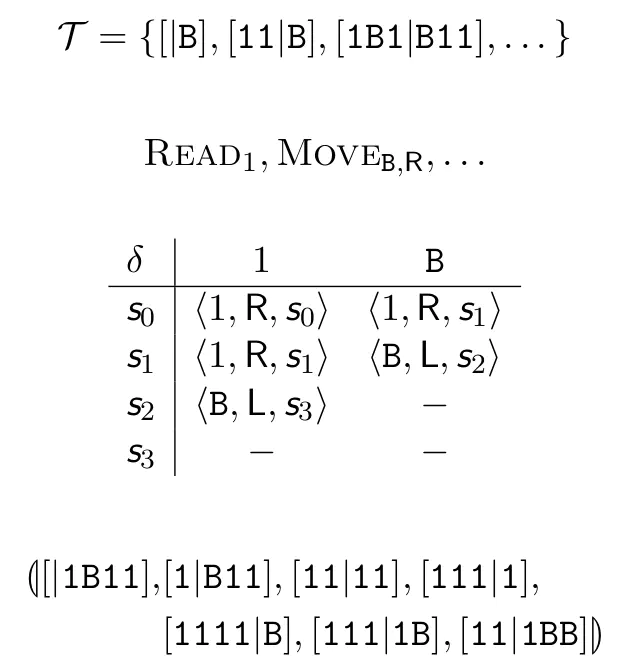 𝒯 = {[|B], [11|B], [1B1|B11], … }
READ₁, MOVE_B,R, …
δ 1 B
s₀ ⟨1, R, s₀⟩ ⟨1, R, s₁⟩
s₁ ⟨1, R, s₁⟩ ⟨B, L, s₂⟩
s₂ ⟨B, L, s₃⟩ −
s₃ − −
⦇[|1B11],[1|B11], [11|11], [111|1],
[1111|B], [111|1B], [11|1BB]⦈